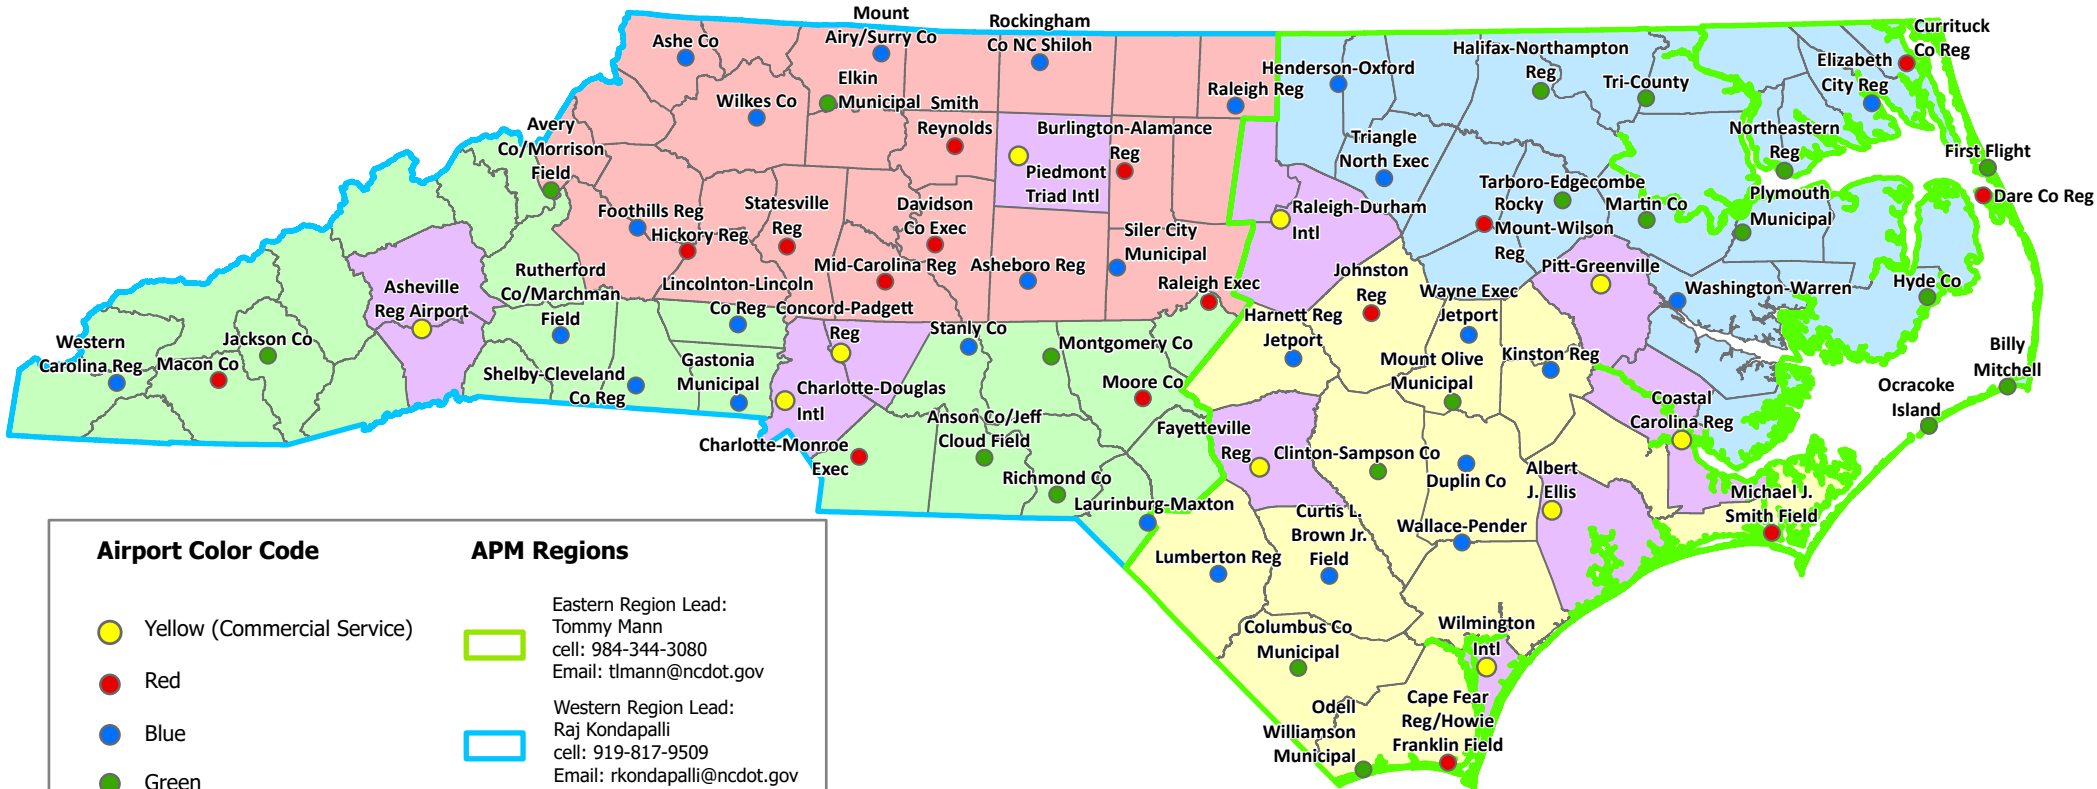 Mount
Airy/Surry Co
Rockingham
Co NC Shiloh
Currituck
Co Reg
Ashe Co
Halifax-Northampton
Reg
Elizabeth
City Reg
Henderson-Oxford
Tri-County
Elkin
Municipal
Wilkes Co
Smith
Reynolds
Raleigh Reg
Avery
Co/Morrison
Field
Burlington-Alamance
Reg
Triangle
North Exec
Northeastern
Reg
First Flight
Piedmont
Triad Intl
Tarboro-Edgecombe
Dare Co Reg
Plymouth
Municipal
Foothills Reg
Statesville
Reg
Davidson
Co Exec
Raleigh-Durham
Intl
Rocky
Mount-Wilson
Reg
Martin Co
Hickory Reg
Siler City
Municipal
Mid-Carolina Reg
Asheboro Reg
Pitt-Greenville
Johnston
Reg
Rutherford
Co/Marchman
Field
Lincolnton-Lincoln
Co Reg
Raleigh Exec
Wayne Exec
Jetport
Washington-Warren
Hyde Co
Asheville
Reg Airport
Concord-Padgett
Reg
Stanly Co
Harnett Reg
Jetport
Western
Carolina Reg
Macon Co
Jackson Co
Montgomery Co
Mount Olive
Municipal
Kinston Reg
Billy
Mitchell
Shelby-Cleveland
Co Reg
Gastonia
Municipal
Charlotte-Douglas
Intl
Moore Co
Ocracoke
Island
Coastal
Carolina Reg
Charlotte-Monroe
Exec
Anson Co/Jeff
Cloud Field
Fayetteville
Reg
Clinton-Sampson Co
Duplin Co
Albert
J. Ellis
Richmond Co
Laurinburg-Maxton
Michael J.
Smith Field
Curtis L.
Brown Jr.
Field
Wallace-Pender
Lumberton Reg
Columbus Co
Municipal
Wilmington
Intl
Odell
Williamson
Municipal
Cape Fear
Reg/Howie
Franklin Field
Airport Color Code
Yellow (Commercial Service)
Red
Blue
Green
APM Regions
Eastern Region Lead:
Tommy Mann
cell: 984-344-3080
Email: tlmann@ncdot.gov
Western Region Lead:
Raj Kondapalli
cell: 919-817-9509
Email: rkondapalli@ncdot.gov